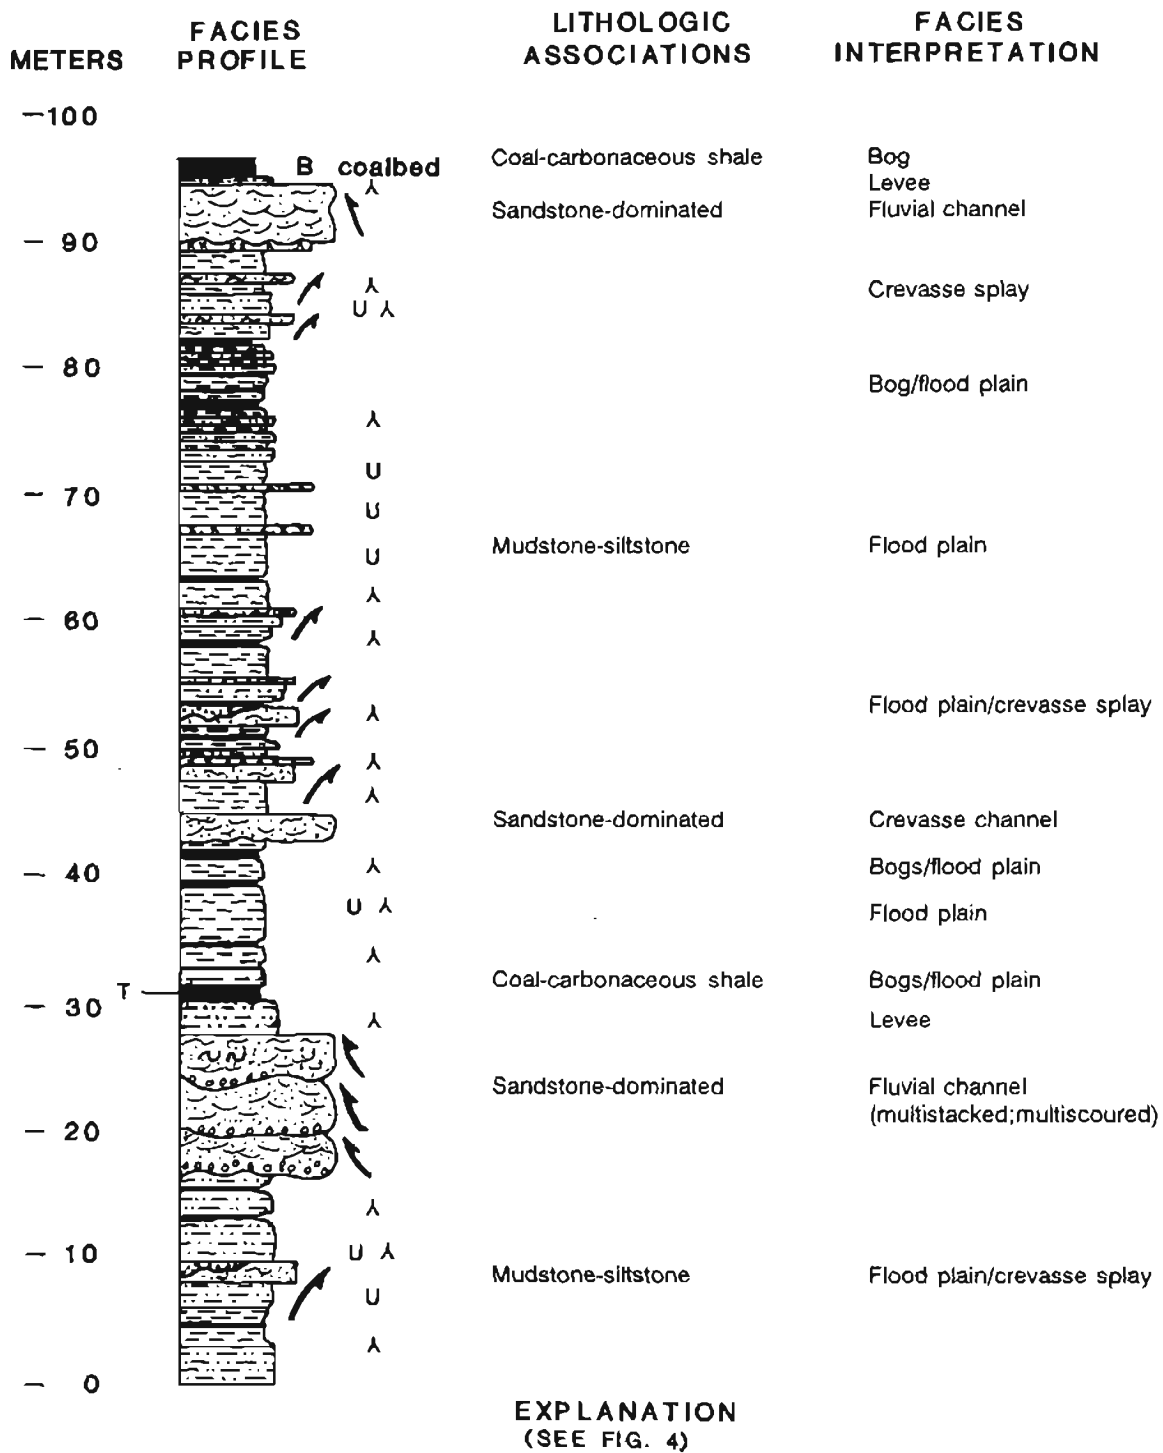 METERS
FACIES
PROFILE
LITHOLOGIC
ASSOCIATIONS
FACIES
INTERPRETATION
100
B coalbed
Coal-carbonaceous shale
Bog
Levee
Sandstone-dominated
Fluvial channel
90
Crevasse splay
U
80
Bog/flood plain
U
70
U
Mudstone-siltstone
Flood plain
U
60
Flood plain/crevasse splay
50
Sandstone-dominated
Crevasse channel
40
Bogs/flood plain
U
Flood plain
Coal-carbonaceous shale
Bogs/flood plain
T
30
Levee
Sandstone-dominated
Fluvial channel
(multistacked;multiscoured)
20
10
U
Mudstone-siltstone
Flood plain/crevasse splay
U
0
EXPLANATION
(SEE FIG. 4)